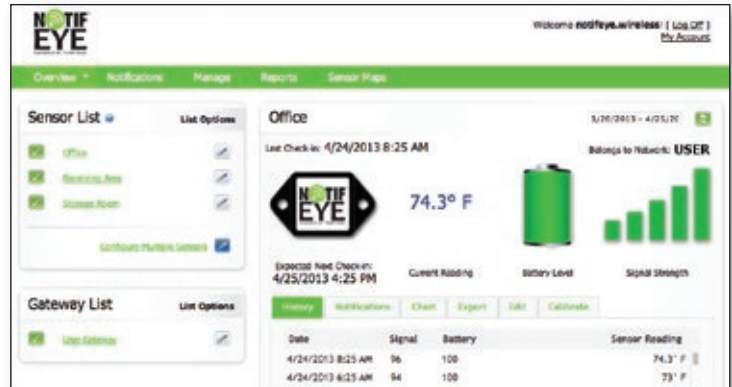 NOTIF
EYE
Welcome notifeye.wireless! [ Log Off ]
My Account
Overview Notifications Manage Reports Sensor Maps
Sensor List List Options
Office
Receiving Area
Storage Room
Configure Multiple Sensors
Gateway List List Options
User Gateway
Office
Last Check-in: 4/24/2013 8:25 AM
Belongs to Network: USER
NOTIF
EYE
74.3° F
Expected Next Check-in:
4/25/2013 4:25 PM
Current Reading
Battery Level
Signal Strength
History Notifications Chart Export Edit Calibrate
Date Signal Battery Sensor Reading
4/24/2013 8:25 AM 96 100 74.3° F
4/24/2013 6:25 AM 94 100 73° F